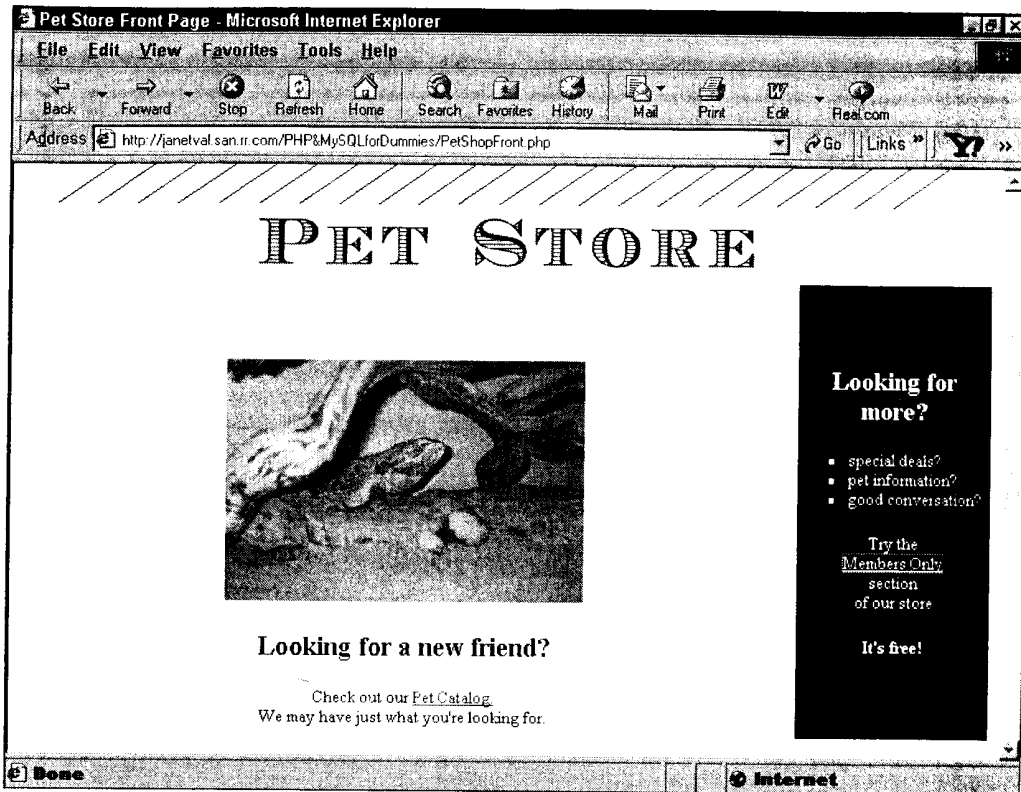 Pet Store Front Page - Microsoft Internet Explorer
File Edit View Favorites Tools Help
Back Forward Stop Refresh Home Search Favorites History Mail Print Edit Real.com
Address http://janetval.san.rr.com/PHP&MySQLforDummies/PetShopFront.php Go Links » Y! »
PET STORE
Looking for
more?
special deals?
pet information?
good conversation?
Try the
Members Only
section
of our store
It's free!
Looking for a new friend?
Check out our Pet Catalog.
We may have just what you're looking for.
Done Internet